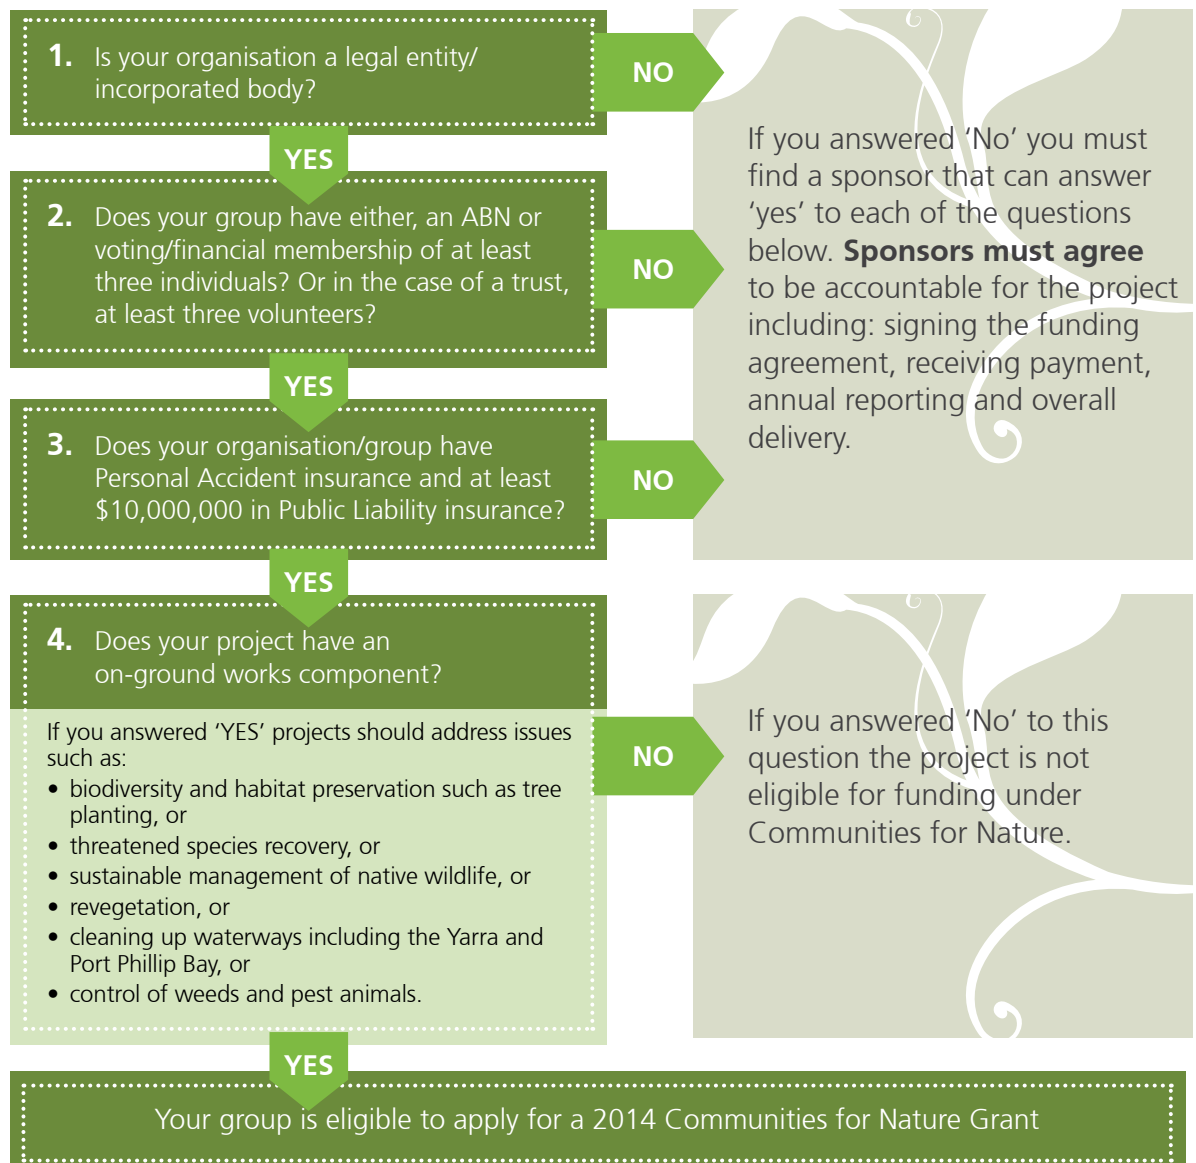 1. Is your organisation a legal entity/
incorporated body?
NO
YES
2. Does your group have either, an ABN or
voting/financial membership of at least
three individuals? Or in the case of a trust,
at least three volunteers?
NO
YES
3. Does your organisation/group have
Personal Accident insurance and at least
$10,000,000 in Public Liability insurance?
NO
If you answered ‘No’ you must
find a sponsor that can answer
‘yes’ to each of the questions
below. Sponsors must agree
to be accountable for the project
including: signing the funding
agreement, receiving payment,
annual reporting and overall
delivery.
YES
4. Does your project have an
on-ground works component?
If you answered ‘YES’ projects should address issues
such as:
• biodiversity and habitat preservation such as tree
planting, or
• threatened species recovery, or
• sustainable management of native wildlife, or
• revegetation, or
• cleaning up waterways including the Yarra and
Port Phillip Bay, or
• control of weeds and pest animals.
NO
If you answered ‘No’ to this
question the project is not
eligible for funding under
Communities for Nature.
YES
Your group is eligible to apply for a 2014 Communities for Nature Grant